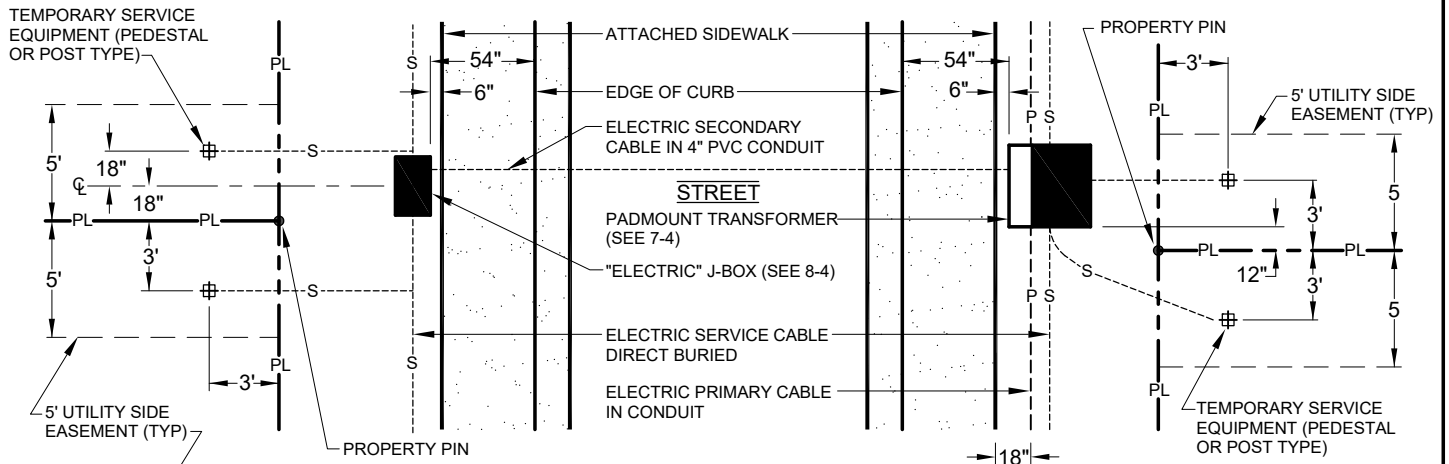 TEMPORARY SERVICE
EQUIPMENT (PEDESTAL
OR POST TYPE)
PL
S
54"
6"
5'
18"
S
℄
18"
PL
PL
5'
3'
S
3'
PL
S
5' UTILITY SIDE
EASEMENT (TYP)
PROPERTY PIN
ATTACHED SIDEWALK
EDGE OF CURB
ELECTRIC SECONDARY
CABLE IN 4" PVC CONDUIT
STREET
PADMOUNT TRANSFORMER
(SEE 7-4)
"ELECTRIC" J-BOX (SEE 8-4)
ELECTRIC SERVICE CABLE
DIRECT BURIED
ELECTRIC PRIMARY CABLE
IN CONDUIT
54"
6"
P S
P S
S
18"
PROPERTY PIN
3'
PL
5' UTILITY SIDE
EASEMENT (TYP)
5
3'
PL
PL
12"
3'
5
PL
TEMPORARY SERVICE
EQUIPMENT (PEDESTAL
OR POST TYPE)